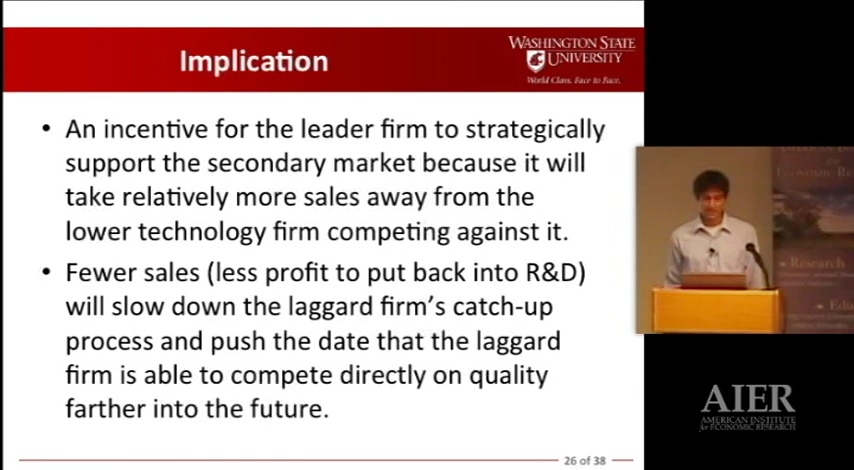 Implication
WASHINGTON STATE
UNIVERSITY
World Class. Face to Face.
• An incentive for the leader firm to strategically
support the secondary market because it will
take relatively more sales away from the
lower technology firm competing against it.
• Fewer sales (less profit to put back into R&D)
will slow down the laggard firm's catch-up
process and push the date that the laggard
firm is able to compete directly on quality
farther into the future.
26 of 38
Research
AIER
AMERICAN INSTITUTE
for ECONOMIC RESEARCH